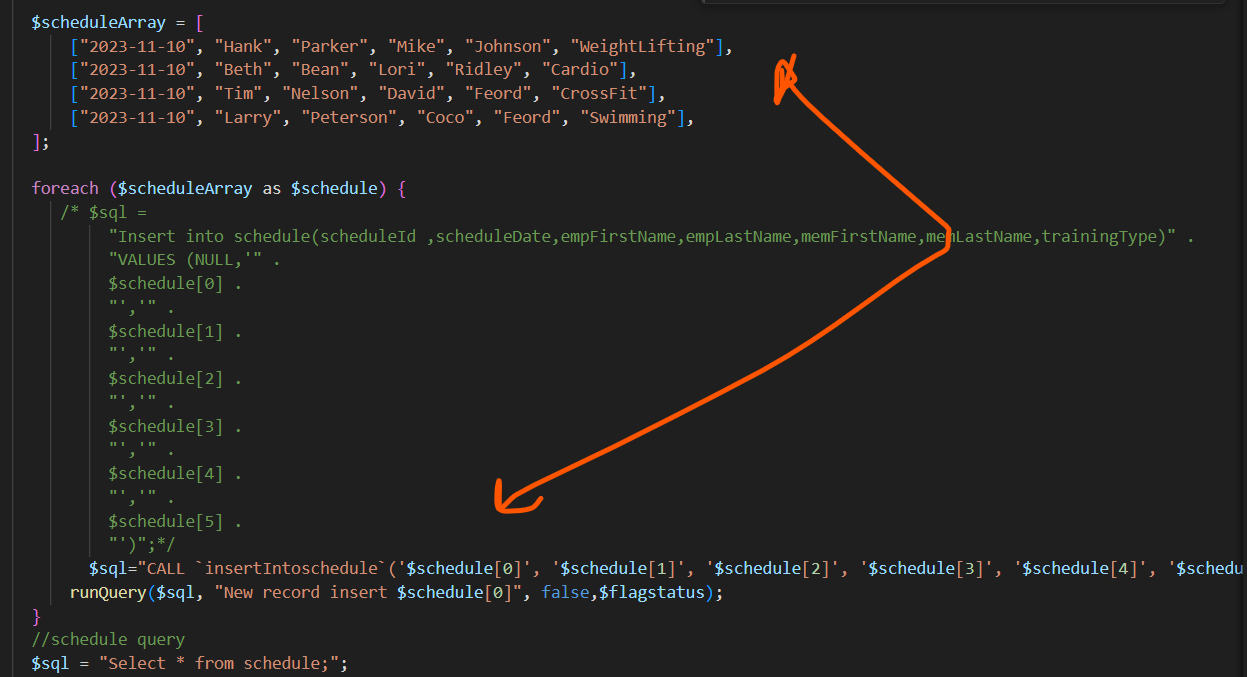 $scheduleArray = [
["2023-11-10", "Hank", "Parker", "Mike", "Johnson", "WeightLifting"],
["2023-11-10", "Beth", "Bean", "Lori", "Ridley", "Cardio"],
["2023-11-10", "Tim", "Nelson", "David", "Feord", "CrossFit"],
["2023-11-10", "Larry", "Peterson", "Coco", "Feord", "Swimming"],
];
foreach ($scheduleArray as $schedule) {
/* $sql =
"Insert into schedule(scheduleId ,scheduleDate,empFirstName,empLastName,memFirstName,memLastName,trainingType)" .
"VALUES (NULL,'" .
$schedule[0] .
"','" .
$schedule[1] .
"','" .
$schedule[2] .
"','" .
$schedule[3] .
"','" .
$schedule[4] .
"','" .
$schedule[5] .
"')";*/
$sql="CALL `insertIntoschedule`('$schedule[0]', '$schedule[1]', '$schedule[2]', '$schedule[3]', '$schedule[4]', '$schedu
runQuery($sql, "New record insert $schedule[0]", false,$flagstatus);
}
//schedule query
$sql = "Select * from schedule;";